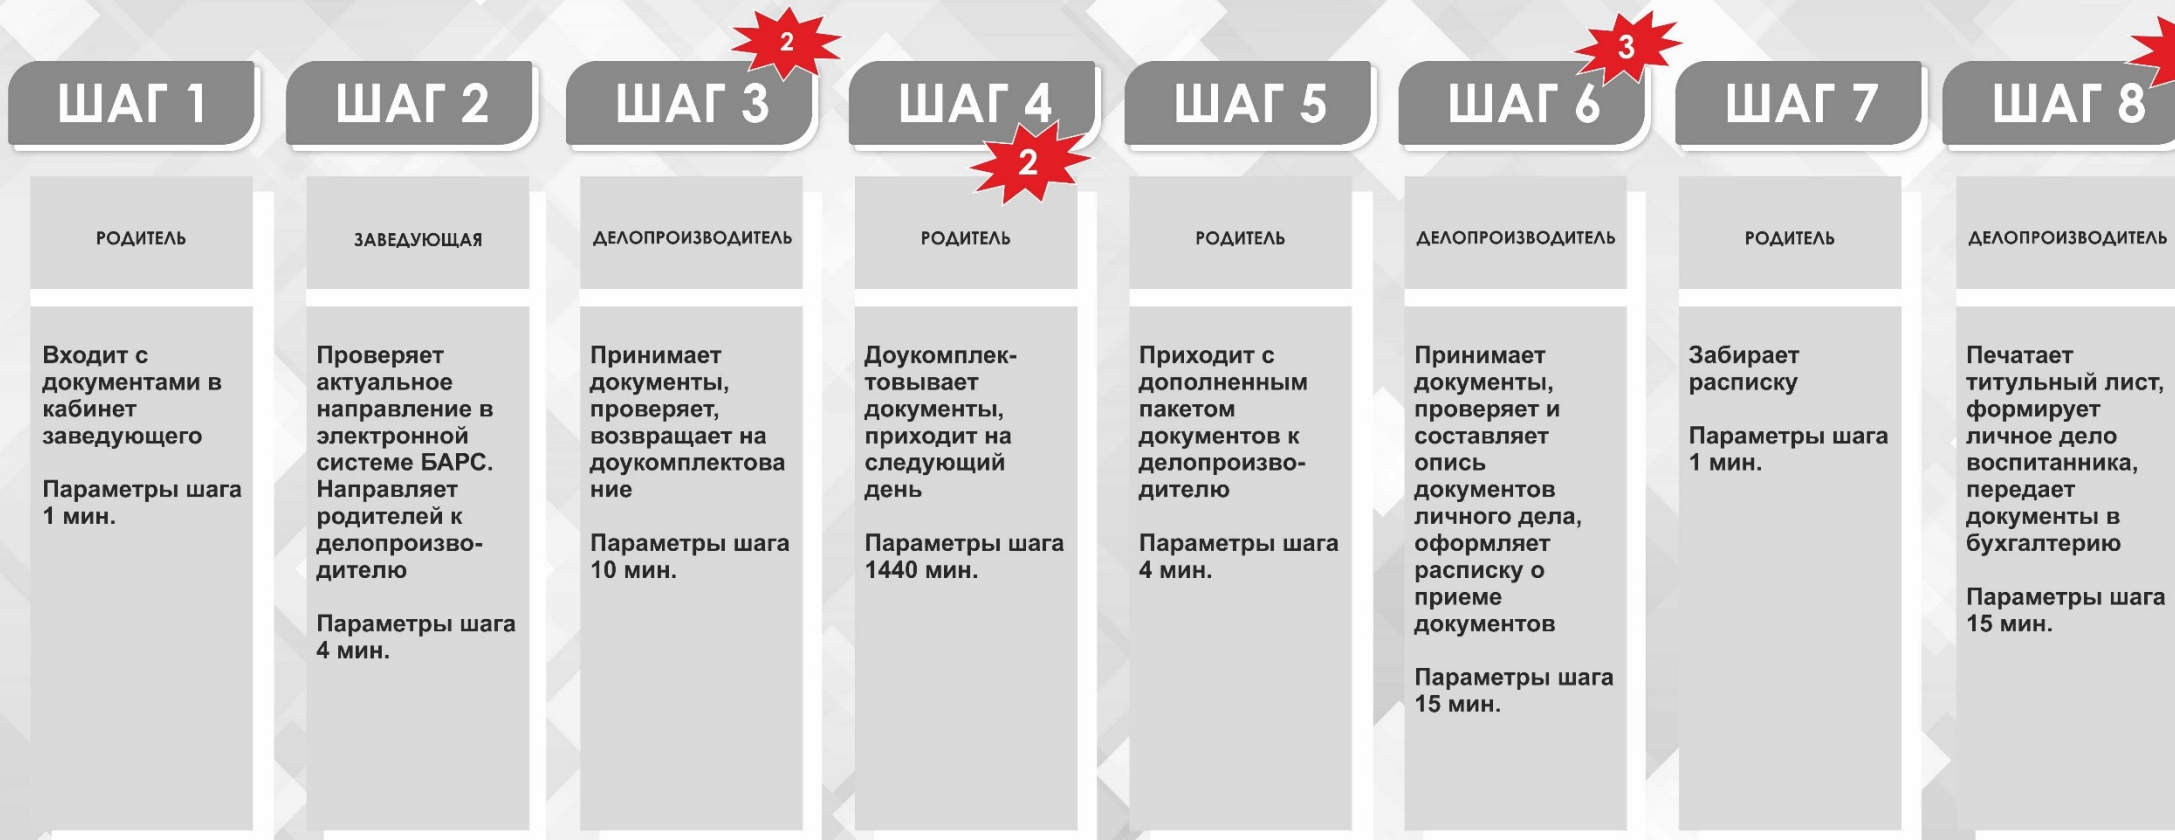 ШАГ 1
РОДИТЕЛЬ
Входит с
документами в
кабинет
заведующего
Параметры шага
1 мин.
ШАГ 2
ЗАВЕДУЮЩАЯ
Проверяет
актуальное
направление в
электронной
системе БАРС.
Направляет
родителей к
делопроизво-
дителю
Параметры шага
4 мин.
2
ШАГ 3
ДЕЛОПРОИЗВОДИТЕЛЬ
Принимает
документы,
проверяет,
возвращает на
доукомплектова
ние
Параметры шага
10 мин.
ШАГ 4
2
РОДИТЕЛЬ
Доукомплек-
товывает
документы,
приходит на
следующий
день
Параметры шага
1440 мин.
ШАГ 5
РОДИТЕЛЬ
Приходит с
дополненным
пакетом
документов к
делопроизво-
дителю
Параметры шага
4 мин.
3
ШАГ 6
ДЕЛОПРОИЗВОДИТЕЛЬ
Принимает
документы,
проверяет и
составляет
опись
документов
личного дела,
оформляет
расписку о
приеме
документов
Параметры шага
15 мин.
ШАГ 7
РОДИТЕЛЬ
Забирает
расписку
Параметры шага
1 мин.
ШАГ 8
ДЕЛОПРОИЗВОДИТЕЛЬ
Печатает
титульный лист,
формирует
личное дело
воспитанника,
передает
документы в
бухгалтерию
Параметры шага
15 мин.